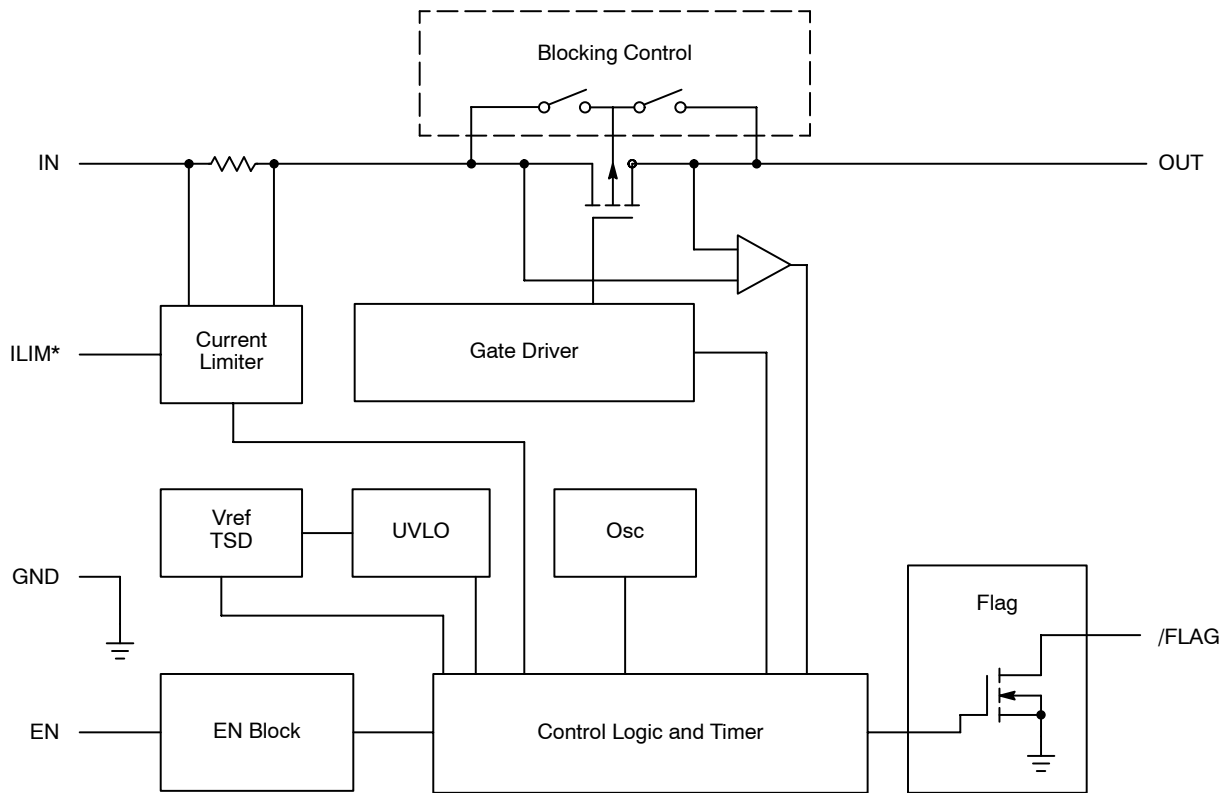 Blocking Control
IN
OUT
ILIM*
Current
Limiter
Gate Driver
Vref
TSD
UVLO
Osc
GND
Flag
/FLAG
EN
EN Block
Control Logic and Timer